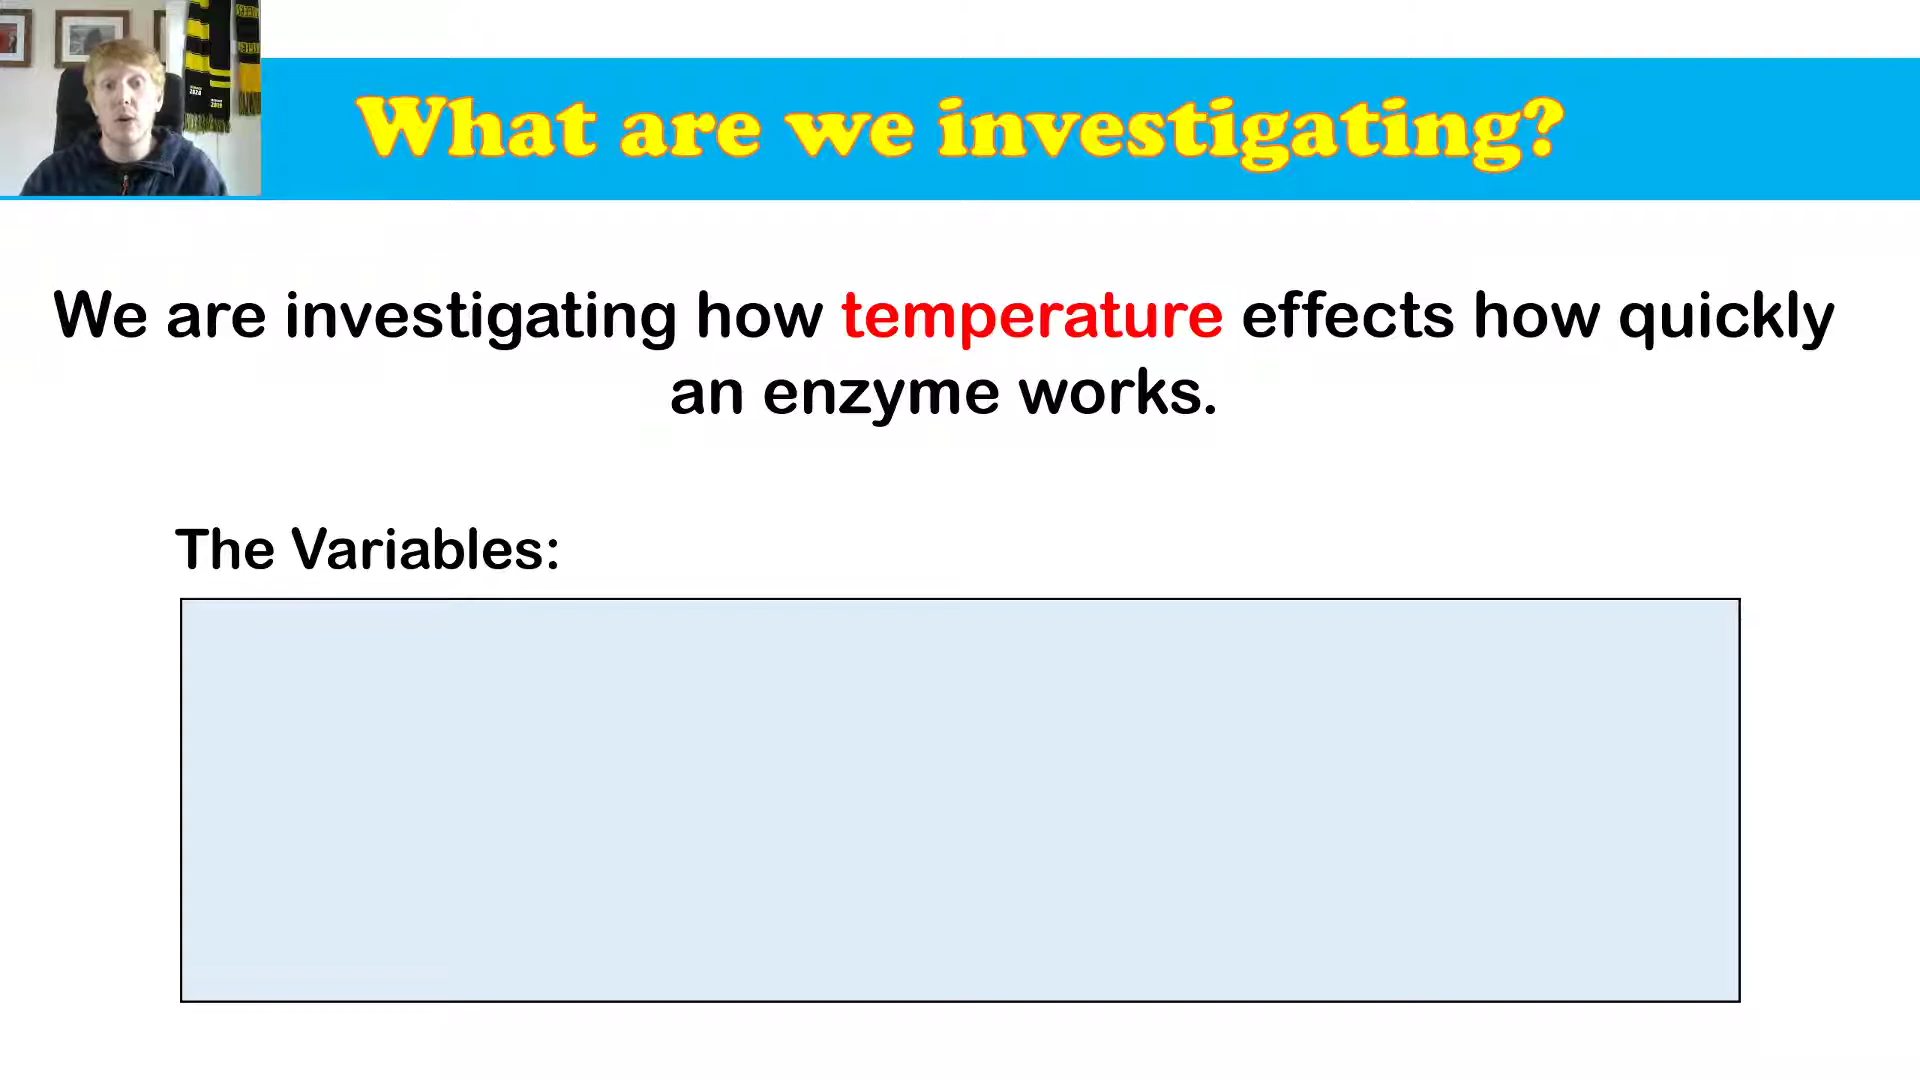 What are we investigating?
We are investigating how temperature effects how quickly
an enzyme works.
The Variables: